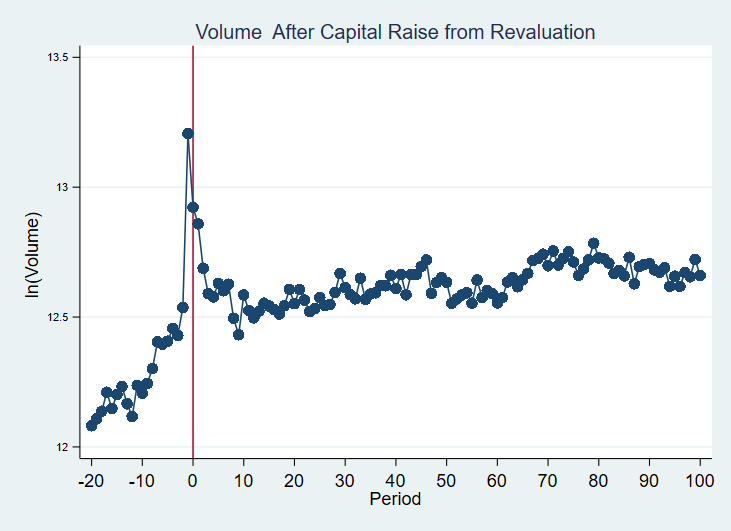 Volume  After Capital Raise from Revaluation
13.5
13
12.5
12
ln(Volume)
-20 -10 0 10 20 30 40 50 60 70 80 90 100
Period